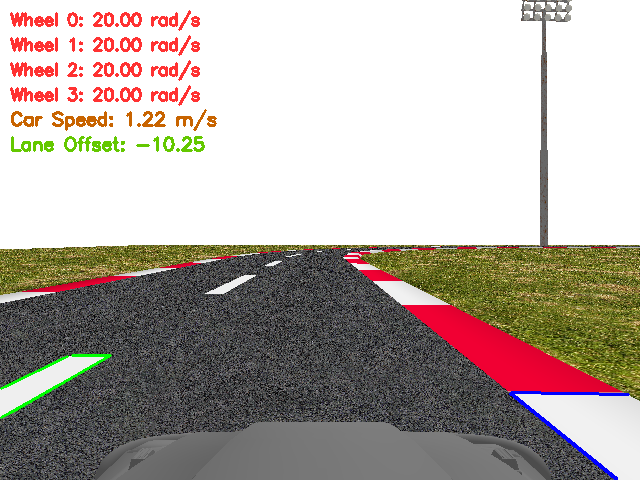 Wheel 0: 20.00 rad/s
Wheel 1: 20.00 rad/s
Wheel 2: 20.00 rad/s
Wheel 3: 20.00 rad/s
Car Speed: 1.22 m/s
Lane Offset: -10.25